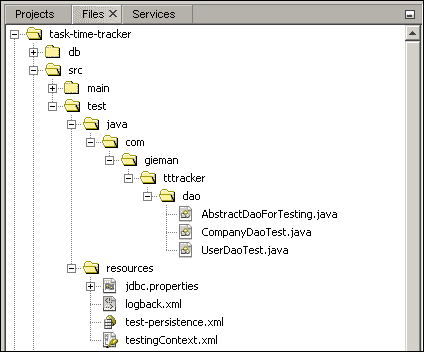 Projects Files Services
task-time-tracker
db
src
main
test
java
com
gieman
tttracker
dao
AbstractDaoForTesting.java
CompanyDaoTest.java
UserDaoTest.java
resources
jdbc.properties
logback.xml
test-persistence.xml
testingContext.xml